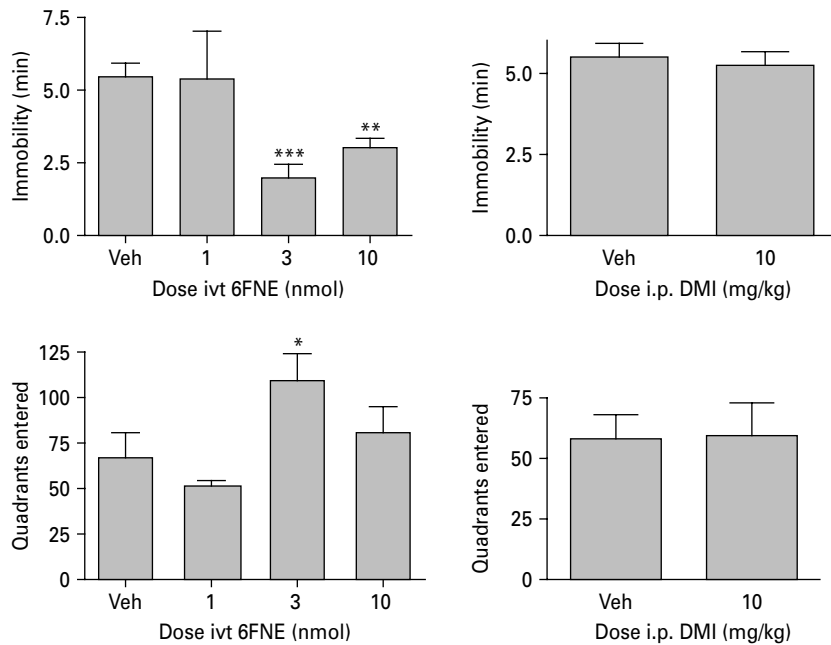 7.5
5.0
2.5
0.0
Immobility (min)
***
**
Veh 1 3 10
Dose ivt 6FNE (nmol)
5.0
2.5
0.0
Immobility (min)
Veh 10
Dose i.p. DMI (mg/kg)
125
100
75
50
25
0
Quadrants entered
*
Veh 1 3 10
Dose ivt 6FNE (nmol)
75
50
25
0
Quadrants entered
Veh 10
Dose i.p. DMI (mg/kg)